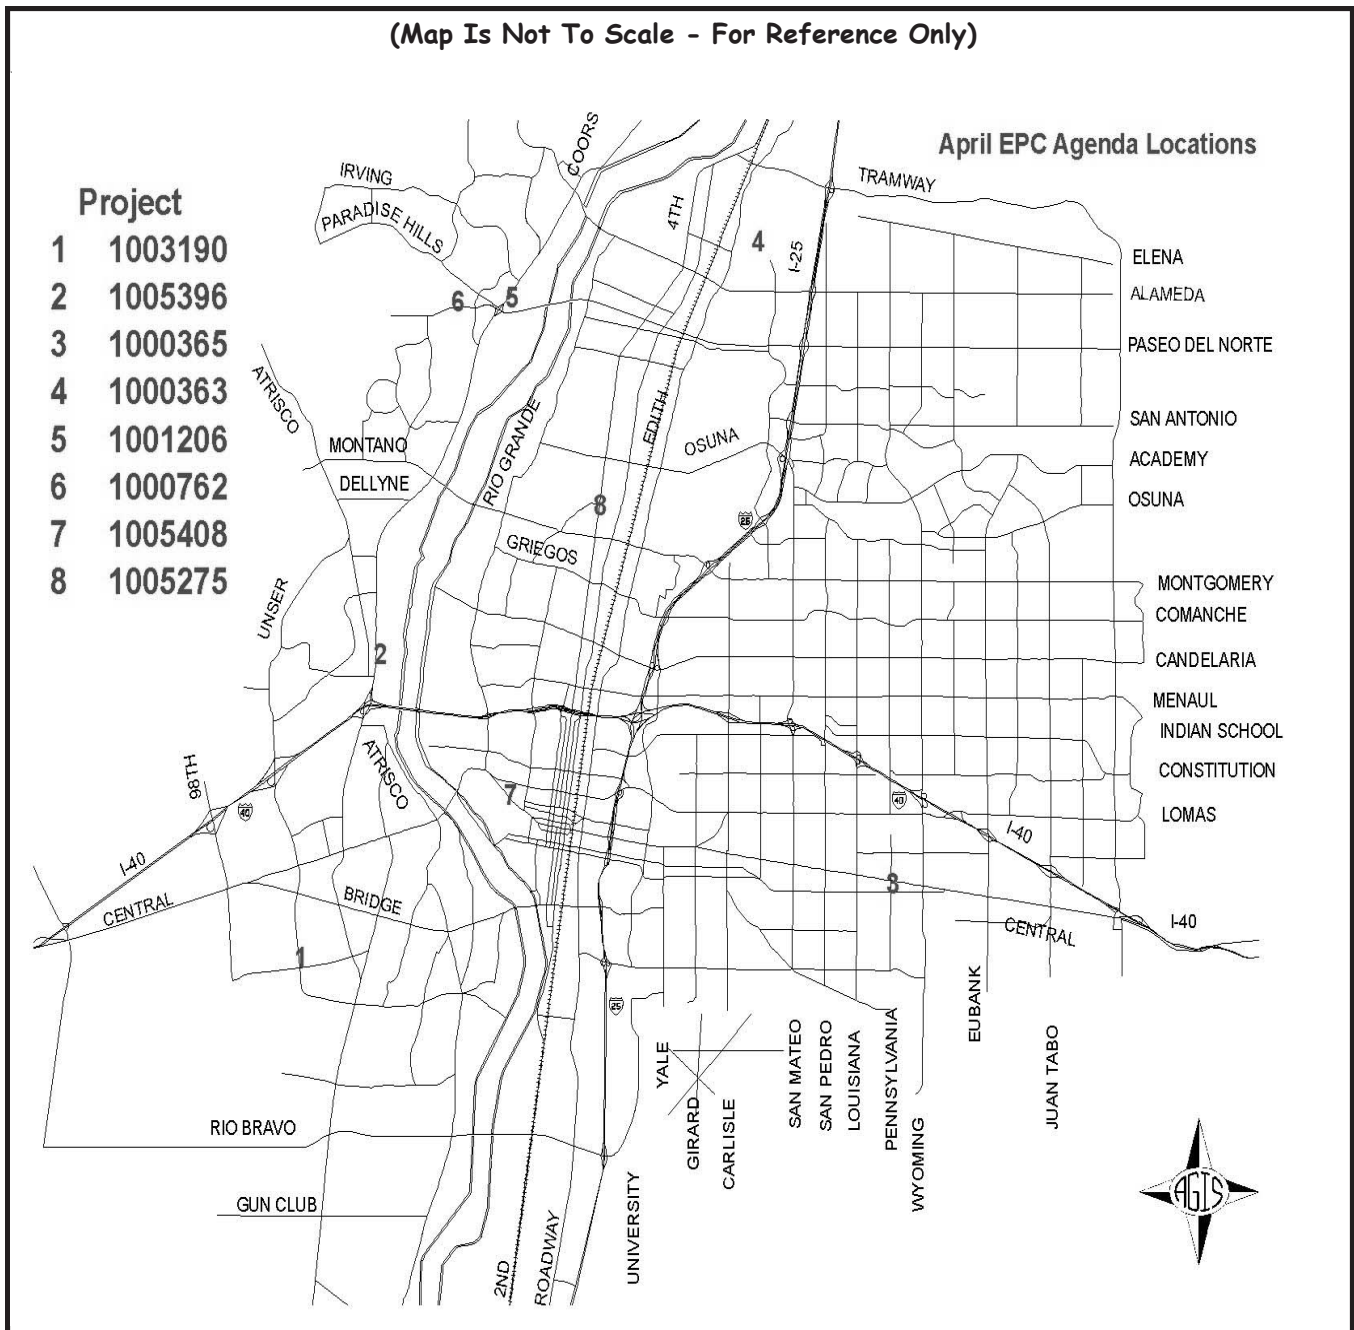 (Map Is Not To Scale - For Reference Only)
April EPC Agenda Locations
Project
1 1003190
2 1005396
3 1000365
4 1000363
5 1001206
6 1000762
7 1005408
8 1005275
IRVING
PARADISE HILLS
COORS
4TH
4
I-25
TRAMWAY
ELENA
ALAMEDA
6
5
PASEO DEL NORTE
ATRISCO
MONTANO
DELLYNE
RIO GRANDE
EDITH
OSUNA
SAN ANTONIO
ACADEMY
OSUNA
8
25
GRIEGOS
UNSER
MONTGOMERY
COMANCHE
2
CANDELARIA
MENAUL
INDIAN SCHOOL
98TH
ATRISCO
CONSTITUTION
7
40
40
LOMAS
I-40
I-40
CENTRAL
BRIDGE
3
CENTRAL
I-40
1
25
YALE
GIRARD
CARLISLE
SAN MATEO
SAN PEDRO
LOUISIANA
PENNSYLVANIA
WYOMING
EUBANK
JUAN TABO
RIO BRAVO
GUN CLUB
2ND
ROADWAY
UNIVERSITY
AGIS